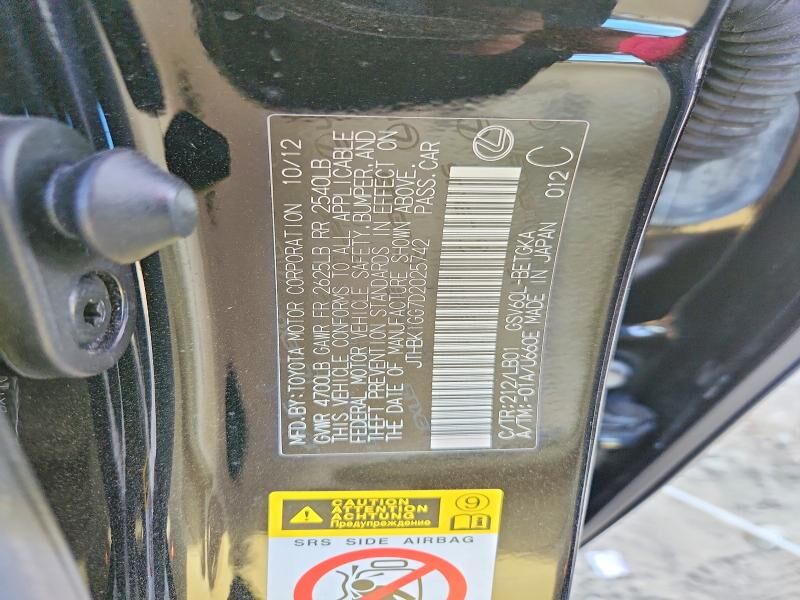 MFD.BY:TOYOTA MOTOR CORPORATION 10/12
GVWR 4700LB GAWR FR 2625LB RR 2540LB
THIS VEHICLE CONFORMS TO ALL APPLICABLE
FEDERAL MOTOR VEHICLE SAFETY,BUMPER,AND
THEFT PREVENTION STANDARDS IN EFFECT ON
THE DATE OF MANUFACTURE SHOWN ABOVE.
JTHBK1GG7D2025742 PASS.CAR
C/TR:212/LB01 GSV60L-BETGKA
A/TM:-01A/U660E MADE IN JAPAN 012 C
CAUTION
ATTENTION
ACHTUNG
Предупреждение
9
SRS SIDE AIRBAG